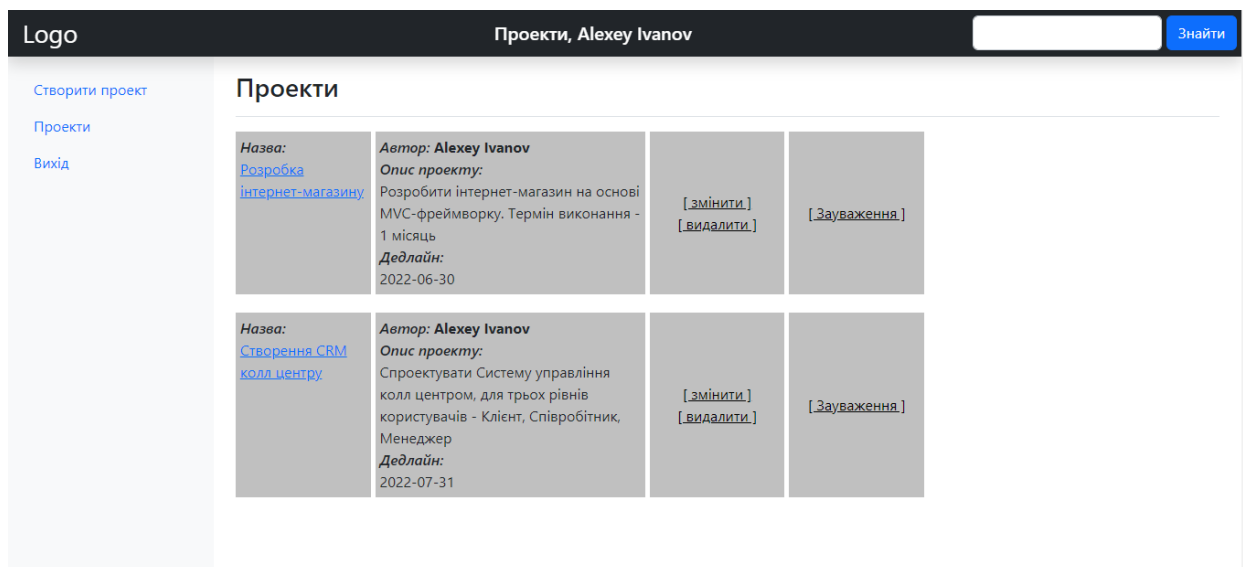 Logo
Проекти, Alexey Ivanov
Знайти
Створити проект
Проекти
Вихід
Проекти
Назва:
Розробка
інтернет-магазину
Автор: Alexey Ivanov
Опис проекту:
Розробити інтернет-магазин на основі
MVC-фреймворку. Термін виконання -
1 місяць
Дедлайн:
2022-06-30
[ змінити ]
[ видалити ]
[ Зауваження ]
Назва:
Створення CRM
колл центру
Автор: Alexey Ivanov
Опис проекту:
Спроектувати Систему управління
колл центром, для трьох рівнів
користувачів - Клієнт, Співробітник,
Менеджер
Дедлайн:
2022-07-31
[ змінити ]
[ видалити ]
[ Зауваження ]